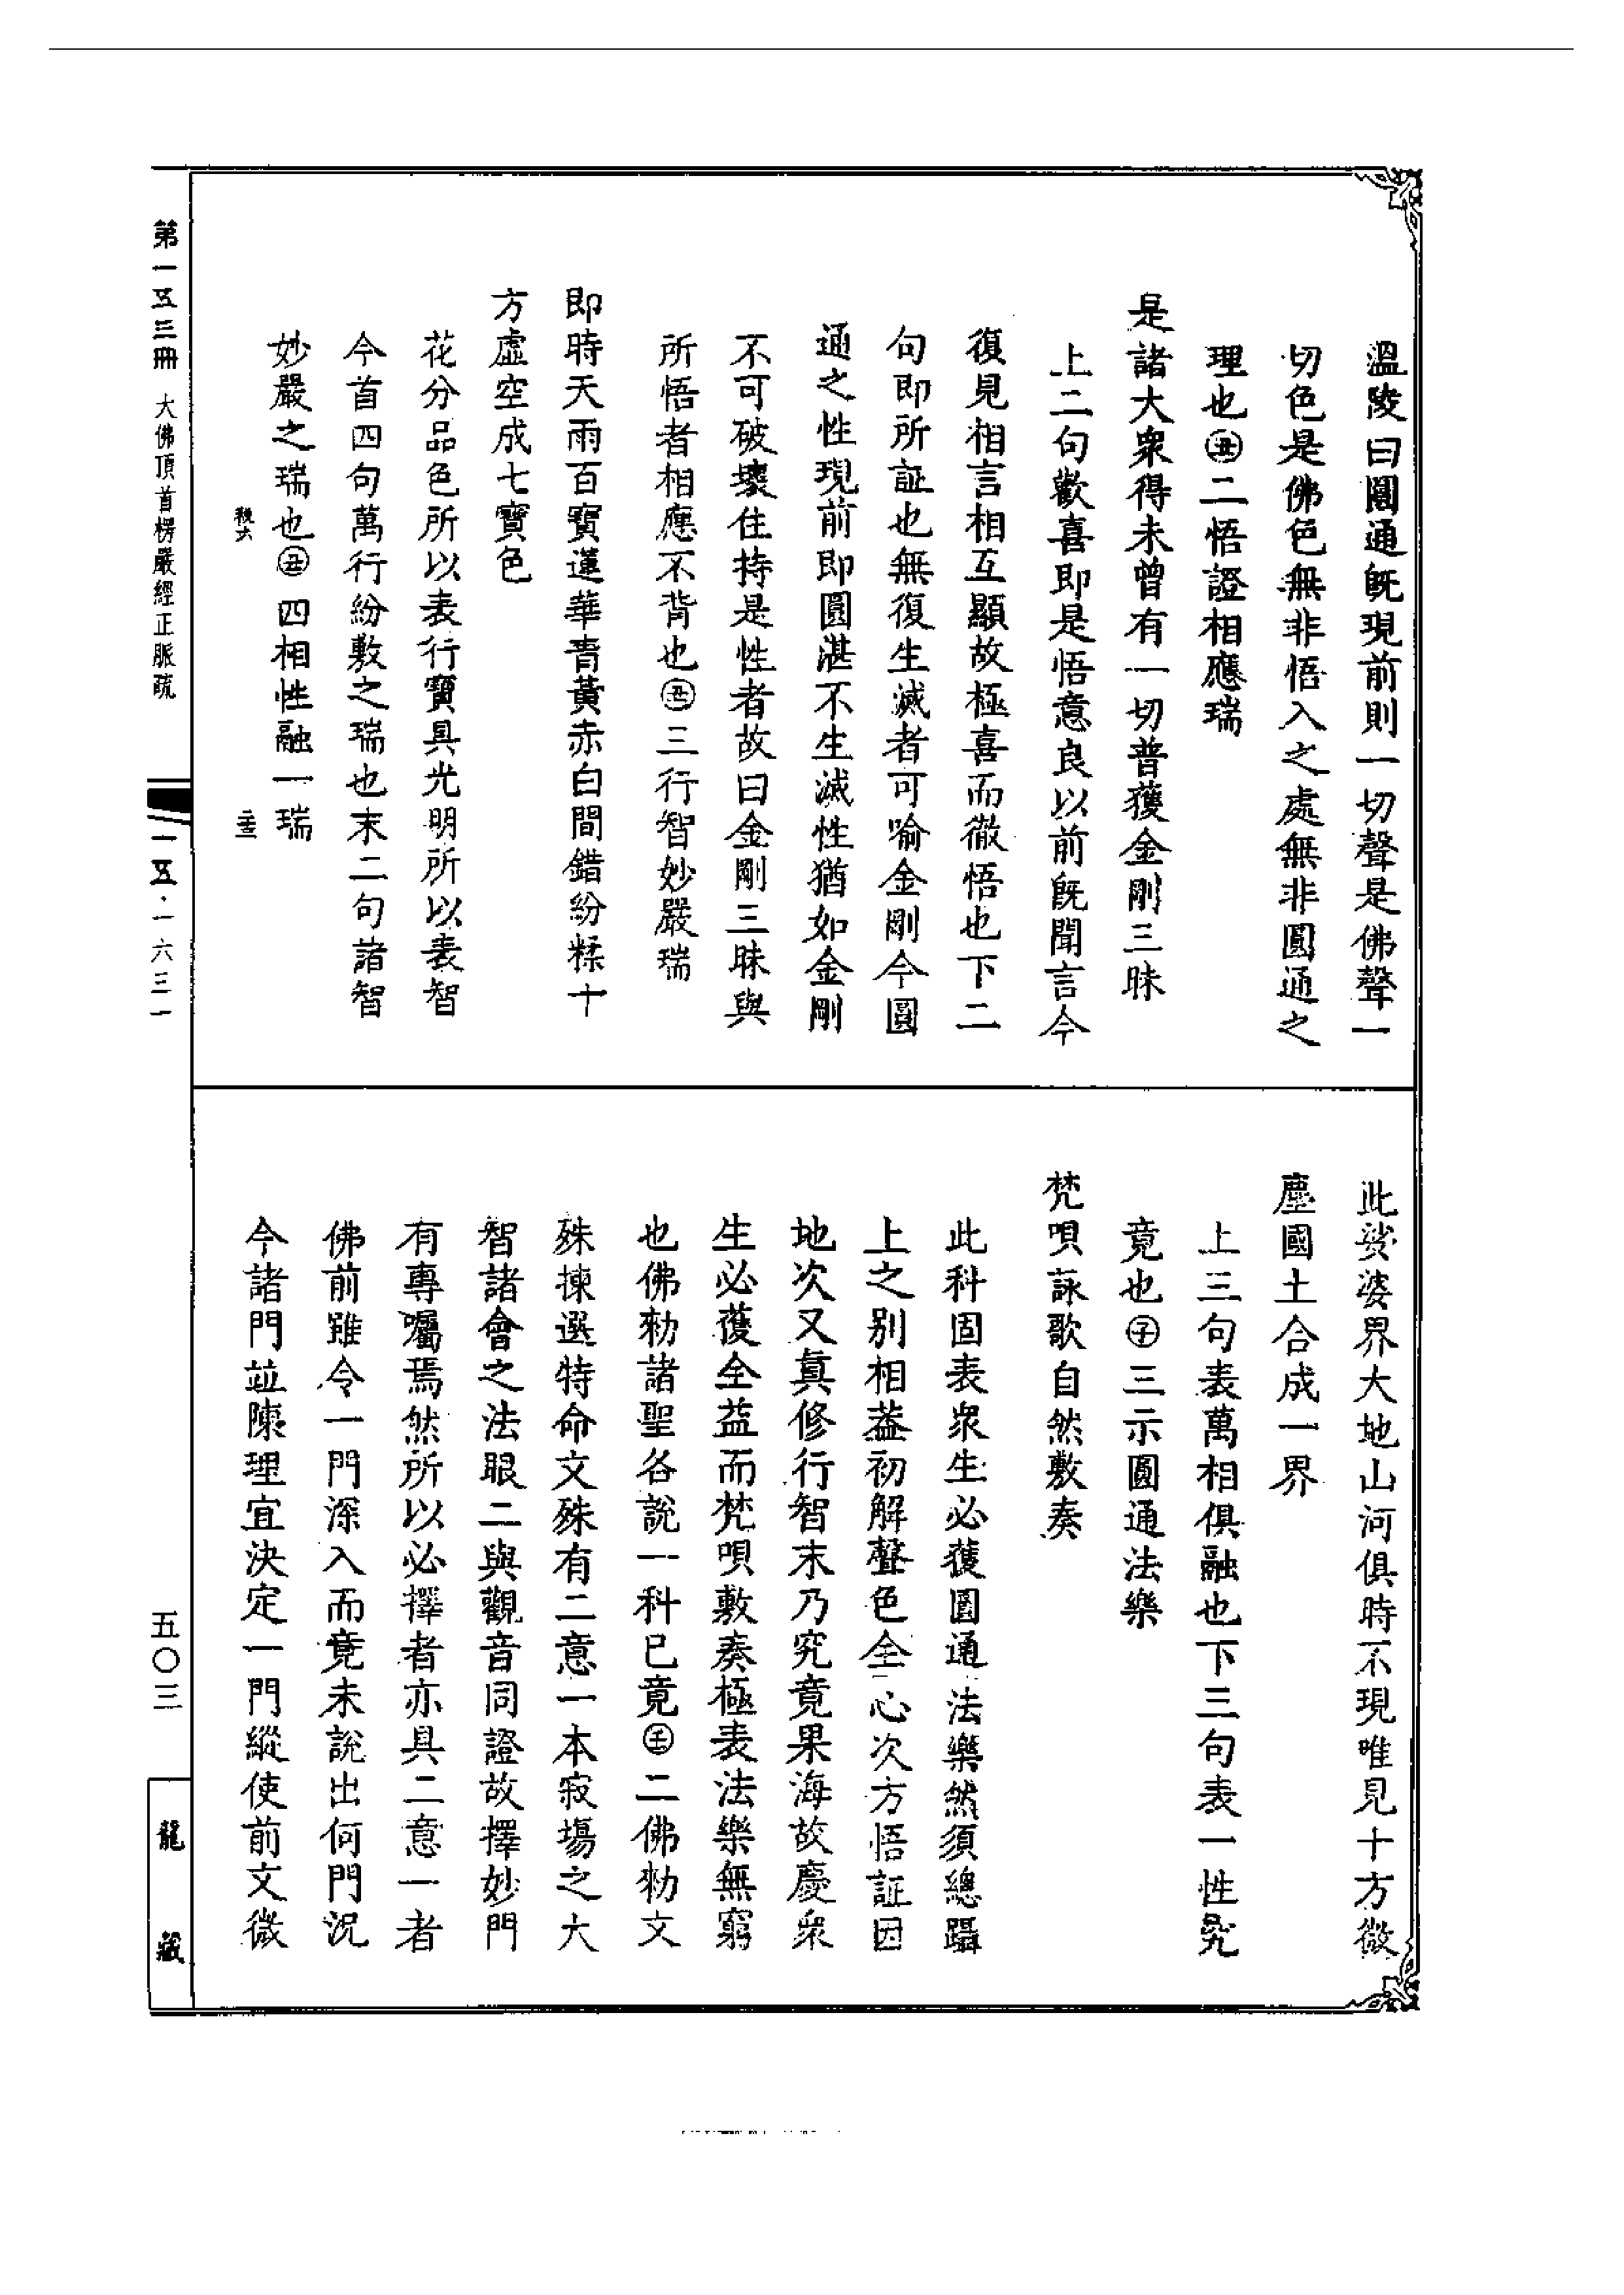 溫陵曰圓通既現前則一切聲是佛聲一
切色是佛色無非悟入之處無非圓通之
理也㊄二悟證相應瑞
是諸大衆得未曾有一切普獲金剛三昧
上二句歡喜即是悟意良以前既聞言今
復見相言相互顯故極喜而徹悟也下二
句即所証也無復生滅者可喻金剛今圓
通之性現前即圓湛不生滅性猶如金剛
不可破壞住持是性者故曰金剛三昧與
所悟者相應不背也丑三行智妙嚴瑞
即時天雨百寶蓮華青黃赤白間錯紛糅十
方虛空成七寶色
花分品色所以表行寶具光明所以表智
今首四句萬行紛敷之瑞也末二句諸智
妙嚴之瑞也丑四相性融一瑞
此娑婆界大地山河俱時不現唯見十方微
塵國土合成一界
上三句表萬相俱融也下三句表一性究
竟也子三示圓通法樂
梵唄詠歌自然敷奏
此科固表衆生必獲圓通法樂然須總躡
上之別相葢初解聲色全心次方悟証因
地次又真修行智末乃究竟果海故慶衆
生必獲全益而梵唄敷奏極表法樂無窮
也佛勑諸聖各說一科已竟壬二佛勑文
殊揀選特命文殊有二意一本寂場之大
智諸會之法眼二與觀音同證故擇妙門
有專囑焉然所以必擇者亦具二意一者
佛前雖令一門深入而竟未說出何門況
今諸門並陳理宜決定一門縱使前文微
第一五三冊 大佛頂首楞嚴經正脈疏
一五·一六三一
五〇三
龍藏